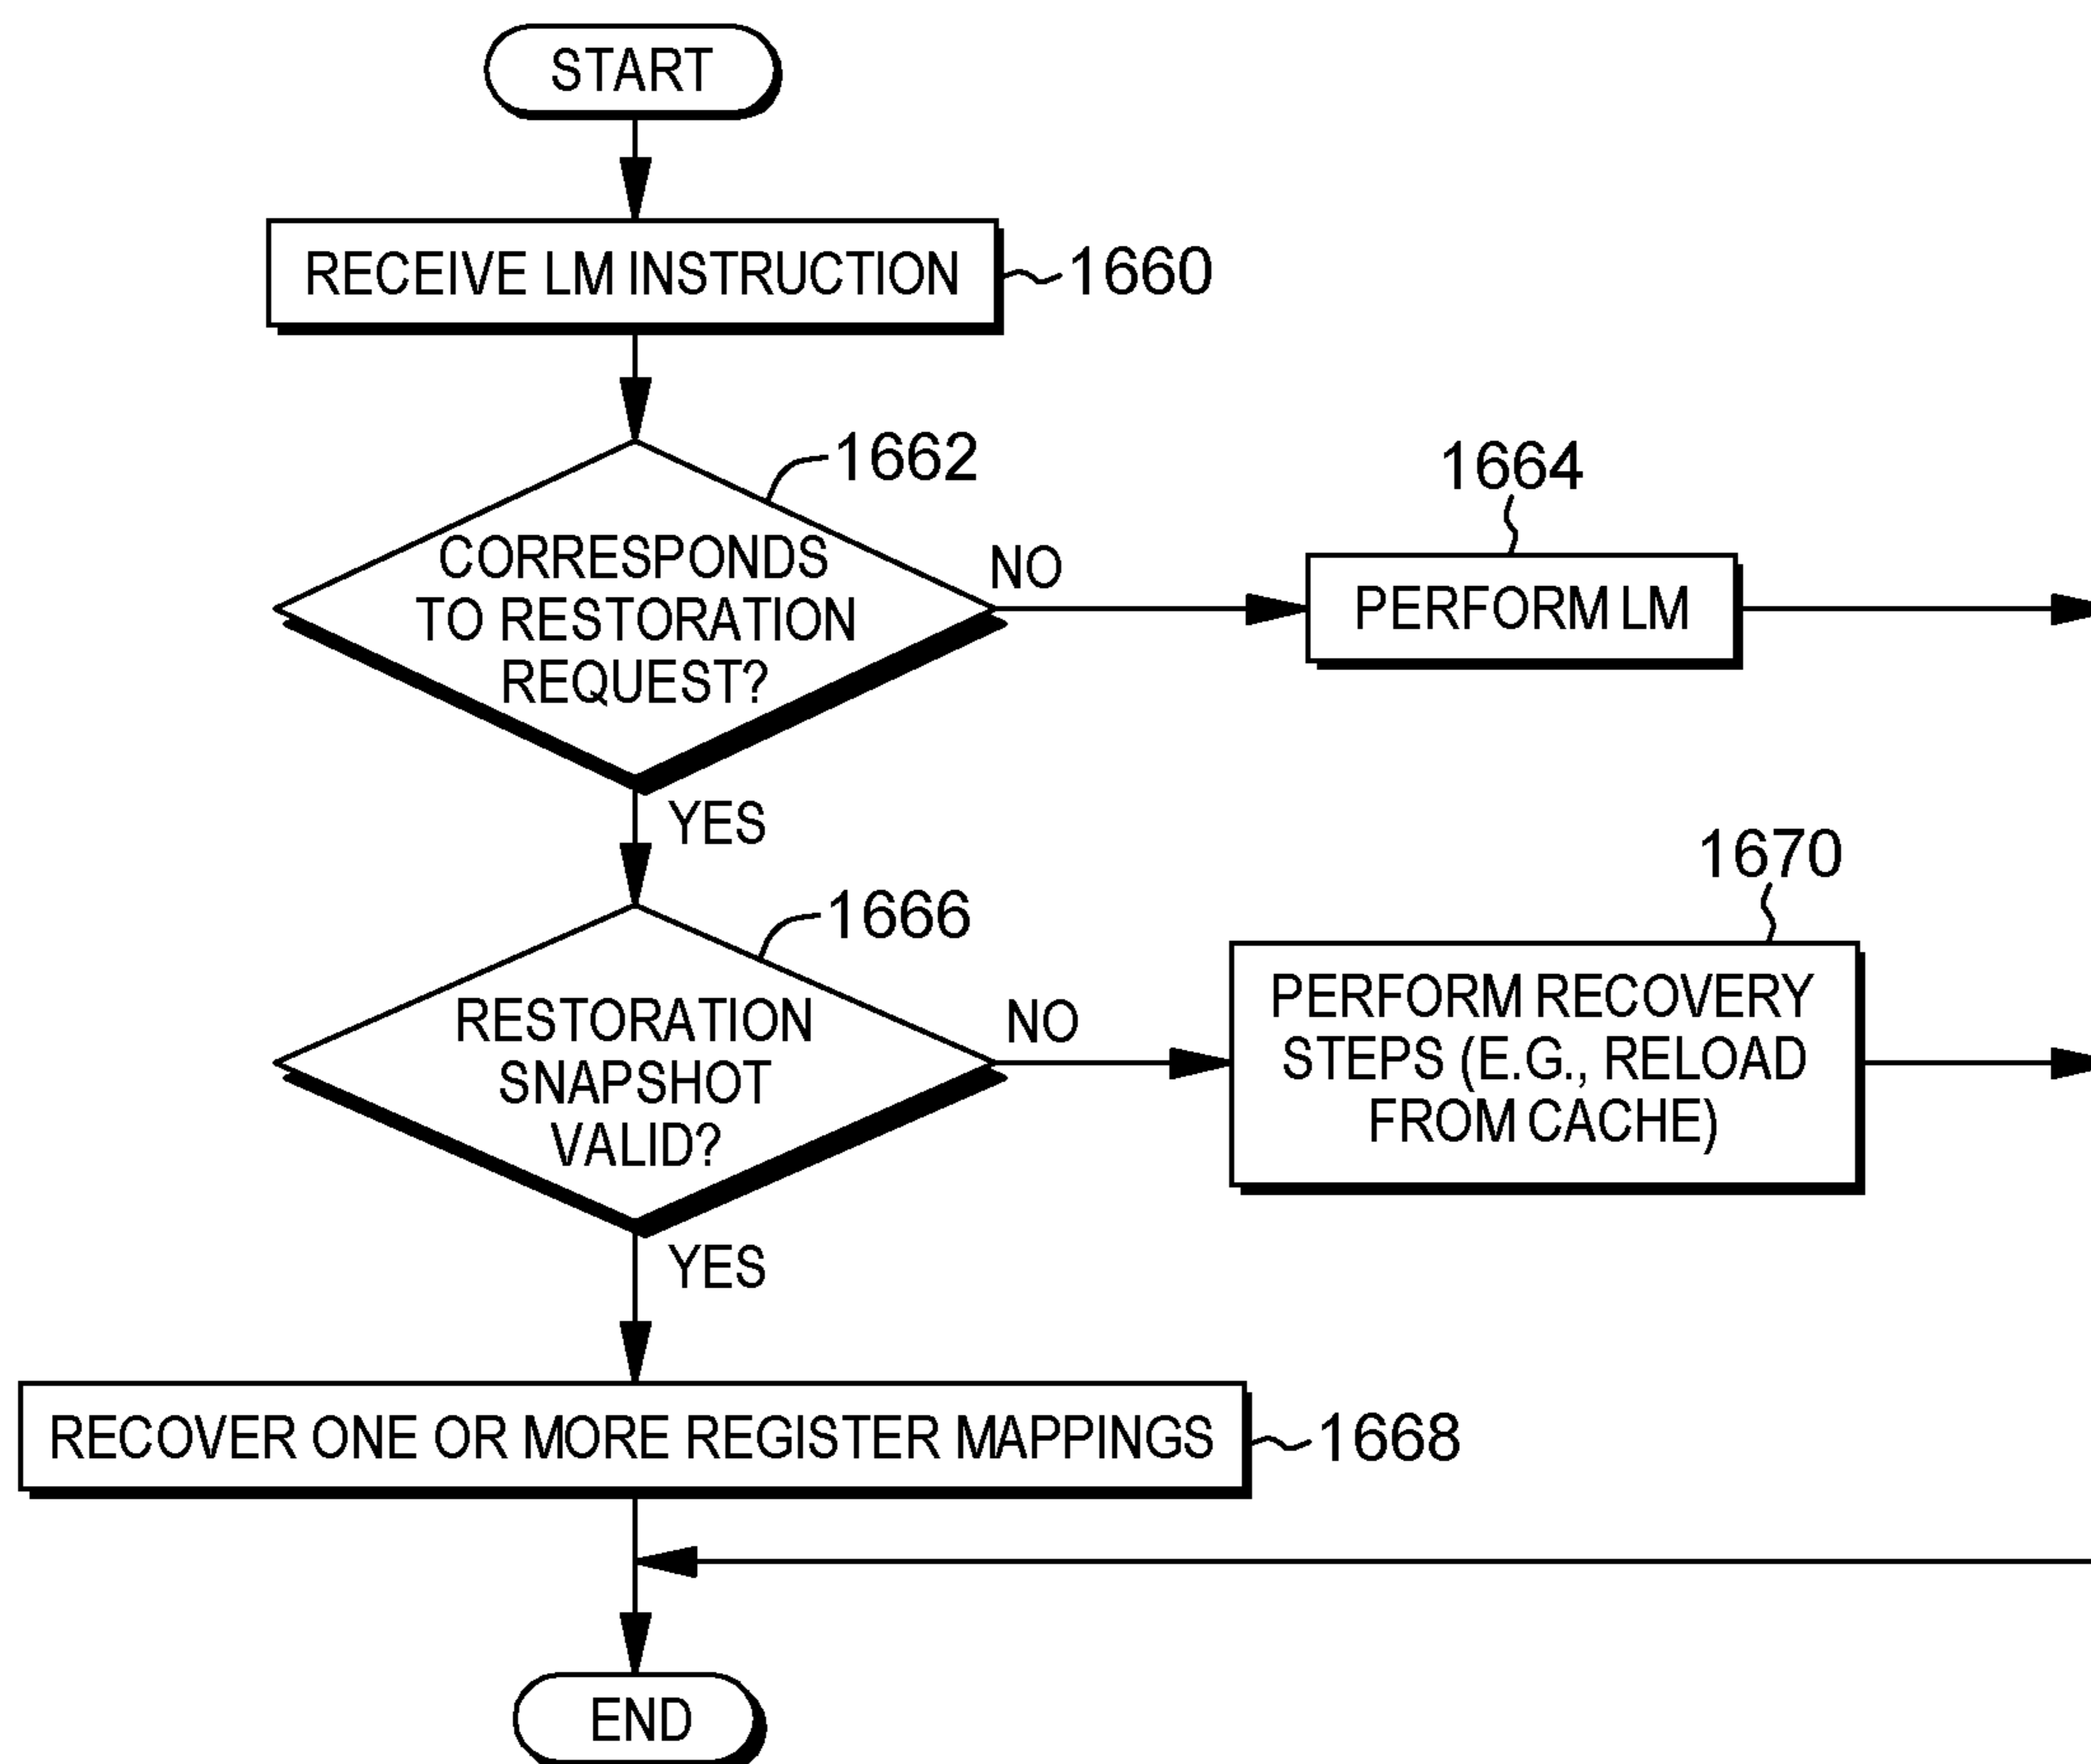 START
RECEIVE LM INSTRUCTION
1660
1662
CORRESPONDS
TO RESTORATION
REQUEST?
NO
1664
PERFORM LM
YES
1666
RESTORATION
SNAPSHOT
VALID?
NO
1670
PERFORM RECOVERY
STEPS (E.G., RELOAD
FROM CACHE)
YES
RECOVER ONE OR MORE REGISTER MAPPINGS
1668
END